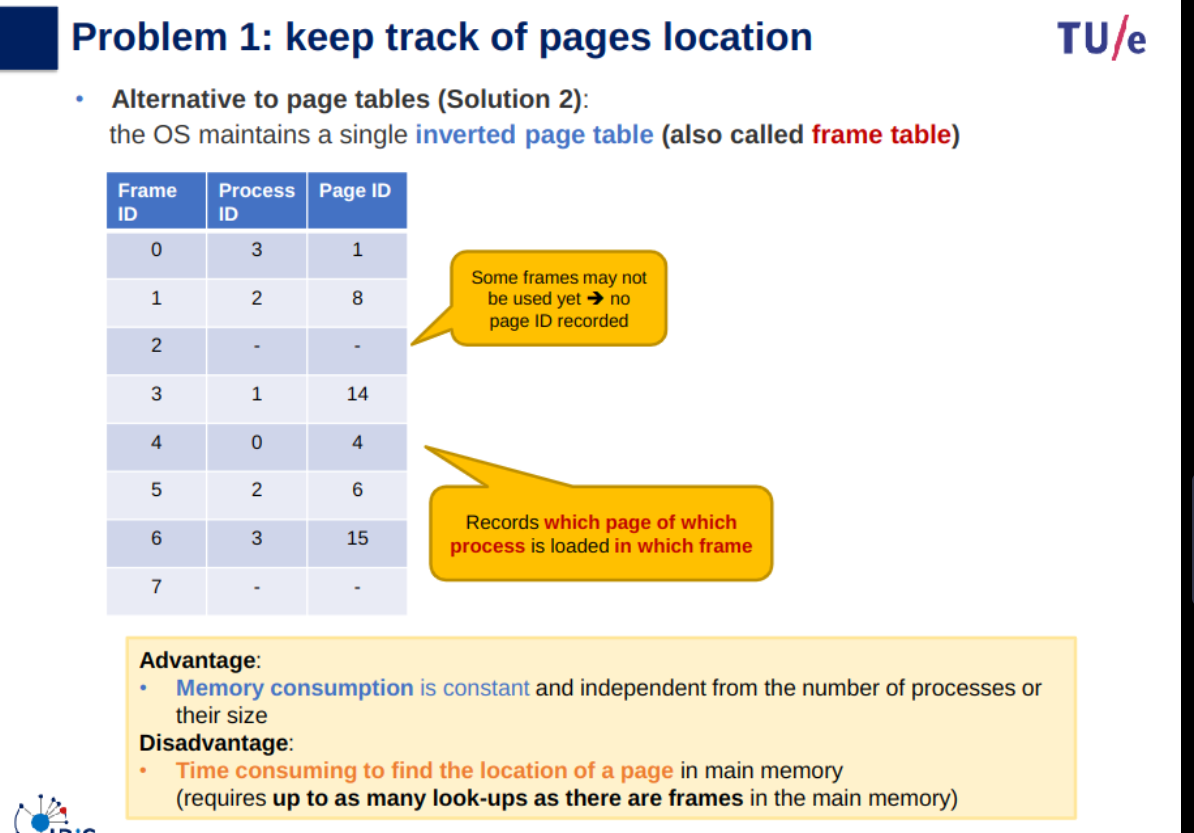 Problem 1: keep track of pages location
TU/e
• Alternative to page tables (Solution 2):
the OS maintains a single inverted page table (also called frame table)
Frame ID Process ID Page ID
0 3 1
1 2 8
2 - -
3 1 14
4 0 4
5 2 6
6 3 15
7 - -
Some frames may not
be used yet ➔ no
page ID recorded
Records which page of which
process is loaded in which frame
Advantage:
• Memory consumption is constant and independent from the number of processes or
their size
Disadvantage:
• Time consuming to find the location of a page in main memory
(requires up to as many look-ups as there are frames in the main memory)